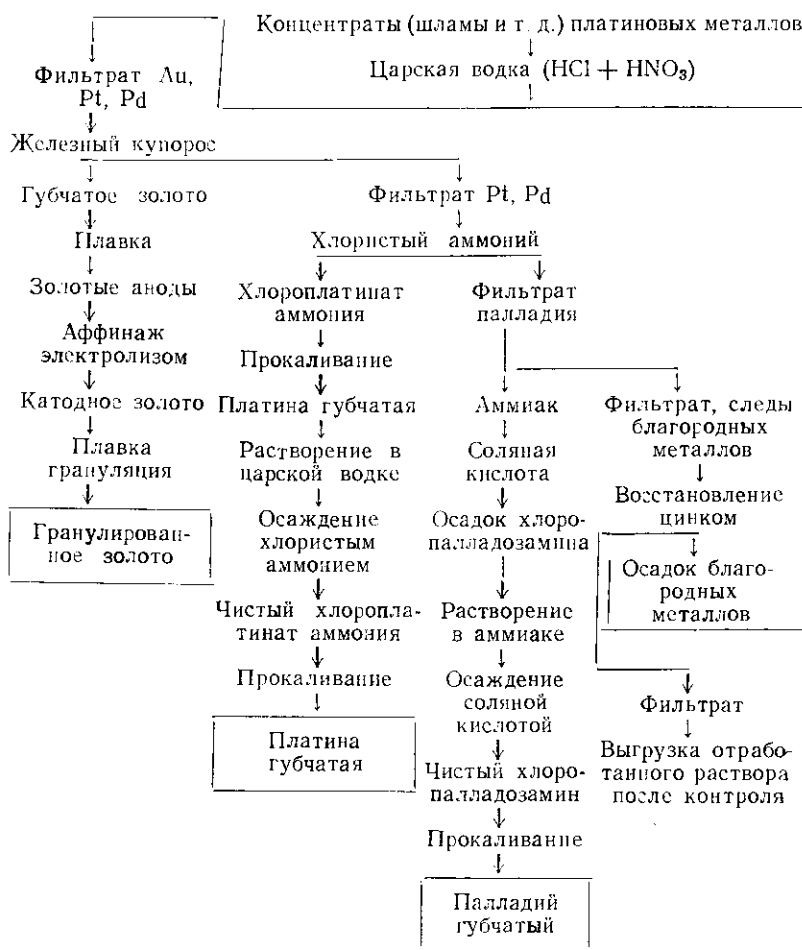 Концентраты (шламы и т. д.) платиновых металлов
Царская водка (HCl + HNO₃)
Фильтрат Au,
Pt, Pd
Железный купорос
Губчатое золото
Плавка
Золотые аноды
Аффинаж
электролизом
Катодное золото
Плавка
грануляция
Гранулирован-
ное золото
Фильтрат Pt, Pd
Хлористый аммоний
Хлороплатинат
аммония
Прокаливание
Платина губчатая
Растворение в
царской водке
Осаждение
хлористым
аммонием
Чистый хлоропла-
тинат аммония
Прокаливание
Платина
губчатая
Фильтрат
палладия
Аммиак
Соляная
кислота
Осадок хлоро-
палладозамина
Растворение
в аммиаке
Осаждение
соляной
кислотой
Чистый хлоро-
палладозамин
Прокаливание
Палладий
губчатый
Фильтрат, следы
благородных
металлов
Восстановление
цинком
Осадок благо-
родных
металлов
Фильтрат
Выгрузка отрабо-
танного раствора
после контроля